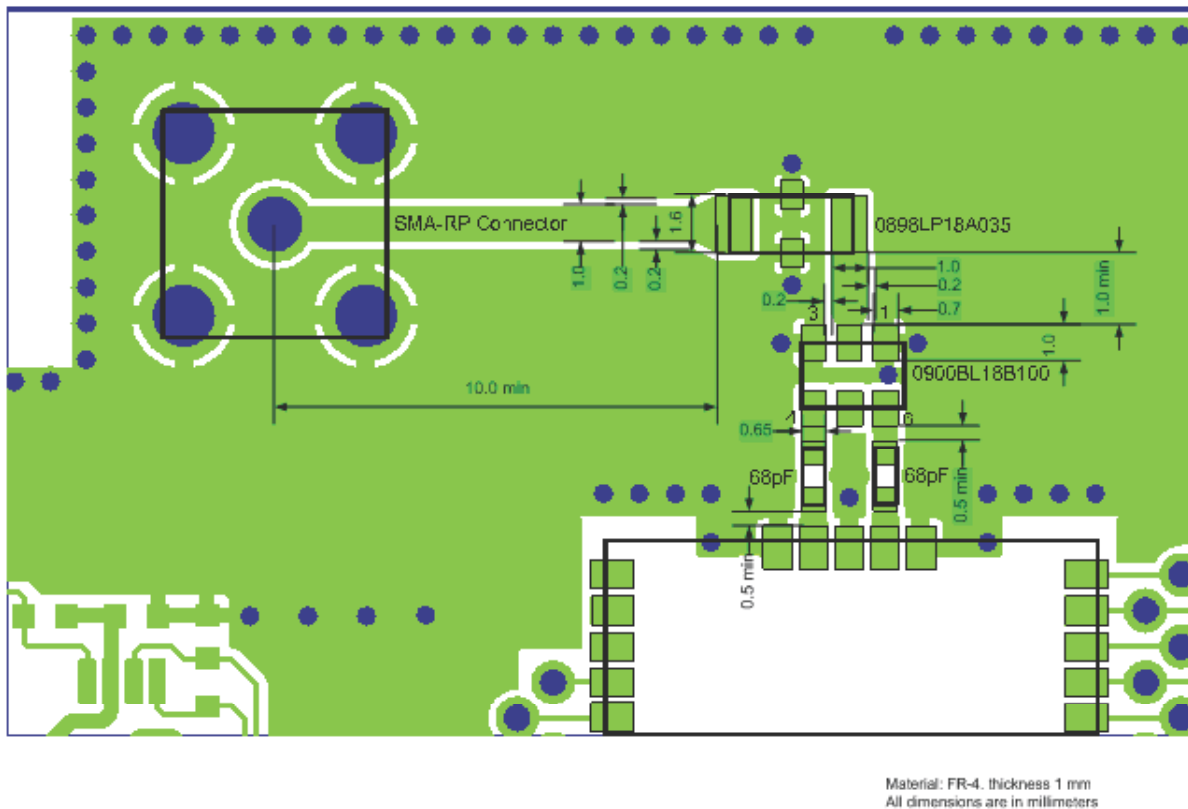 SMA-RP Connector
1.6
0898LP18A035
1.0
0.2
0.2
1.0
0.2
0.7
1.0 min
0.2
3
1
1.0
10.0 min
0900BL18B100
4
6
0.65
68pF
68pF
0.5 min
0.5 min
Material: FR-4. thickness 1 mm
All dimensions are in millimeters